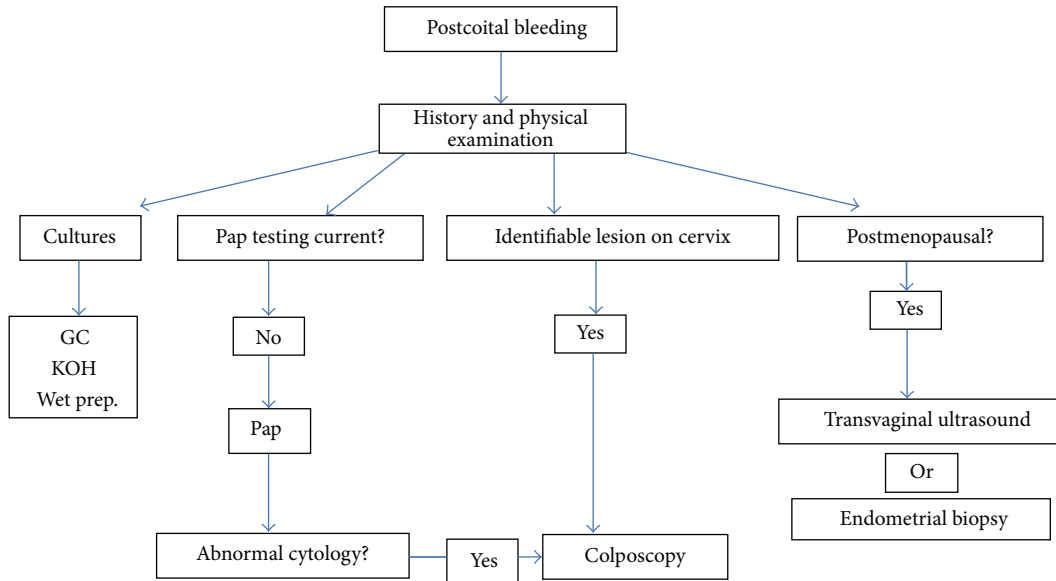 Postcoital bleeding
History and physical
examination
Cultures
Pap testing current?
Identifiable lesion on cervix
Postmenopausal?
GC
KOH
Wet prep.
No
Yes
Yes
Pap
Transvaginal ultrasound
Or
Endometrial biopsy
Abnormal cytology?
Yes
Colposcopy